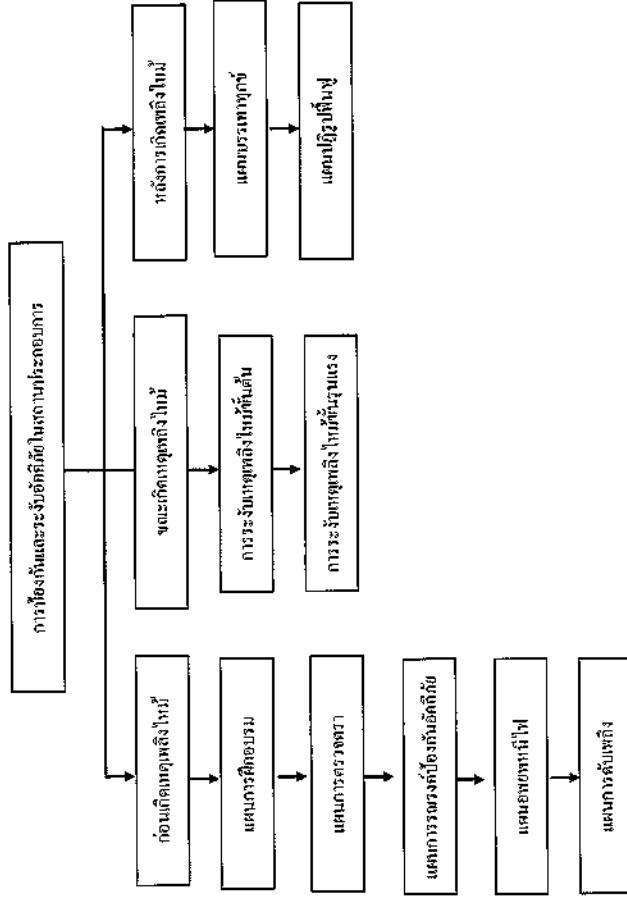 การป้องกันและระงับอัคคีภัยในสถานประกอบการ
ก่อนเกิดเหตุเพลิงไหม้
แผนการฝึกอบรม
แผนการตรวจตรา
แผนการรณรงค์ป้องกันอัคคีภัย
แผนอพยพหนีไฟ
แผนการดับเพลิง
ขณะเกิดเหตุเพลิงไหม้
การระงับเหตุเพลิงไหม้ขั้นต้น
การระงับเหตุเพลิงไหม้ขั้นรุนแรง
หลังการเกิดเพลิงไหม้
แผนบรรเทาทุกข์
แผนปฏิรูปฟื้นฟู